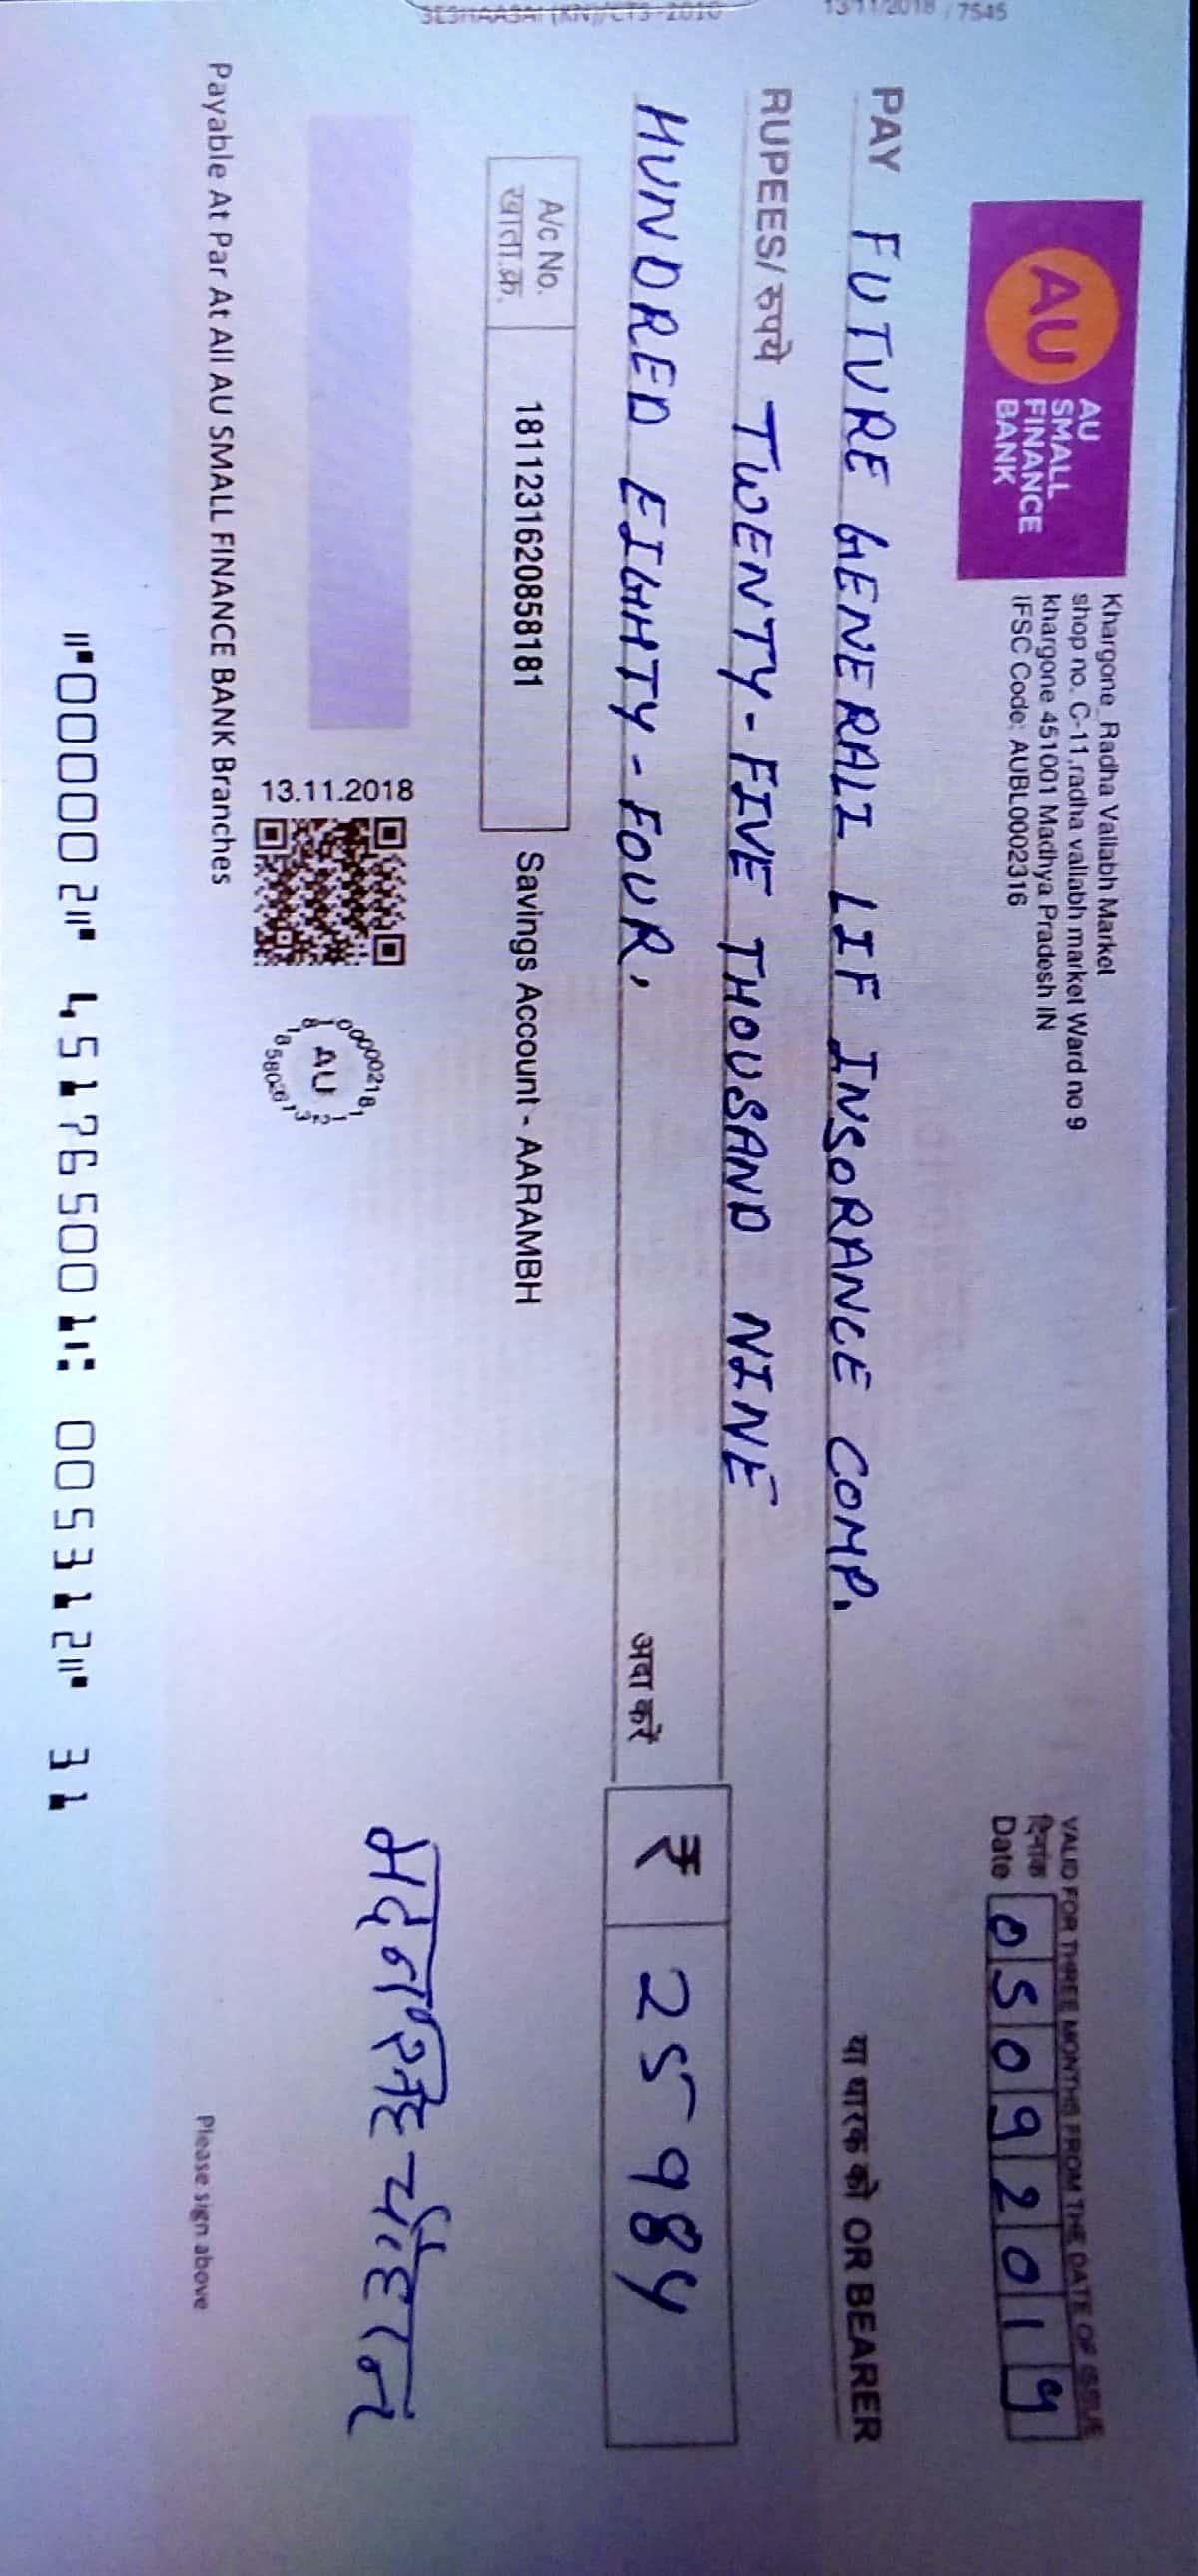 AU
AU
SMALL
FINANCE
BANK
Khargone Radha Vallabh Market
shop no. C-11,radha vallabh market Ward no 9
khargone 451001 Madhya Pradesh IN
IFSC Code: AUBL0002316
VALID FOR THREE MONTHS FROM THE DATE OF ISSUE
दिनांक
Date 05092019
PAY FUTURE GENERALI LIF INSORANCE COMP.
या धारक को OR BEARER
RUPEES/ रुपये TWENTY-FIVE THOUSAND NINE
HUNDRED EIGHTY-FOUR.
अदा करें
₹ 25984
A/c No.
खाता.क्र.
1811231620858181
Savings Account - AARAMBH
13.11.2018
AU
मदनसिंह चौहान
Payable At Par At All AU SMALL FINANCE BANK Branches
Please sign above
⑈000002⑈ 451765001⑆ 005312⑈ 31
13/11/2018 / 7545
SESHAASAI (KN)/CTS-2010